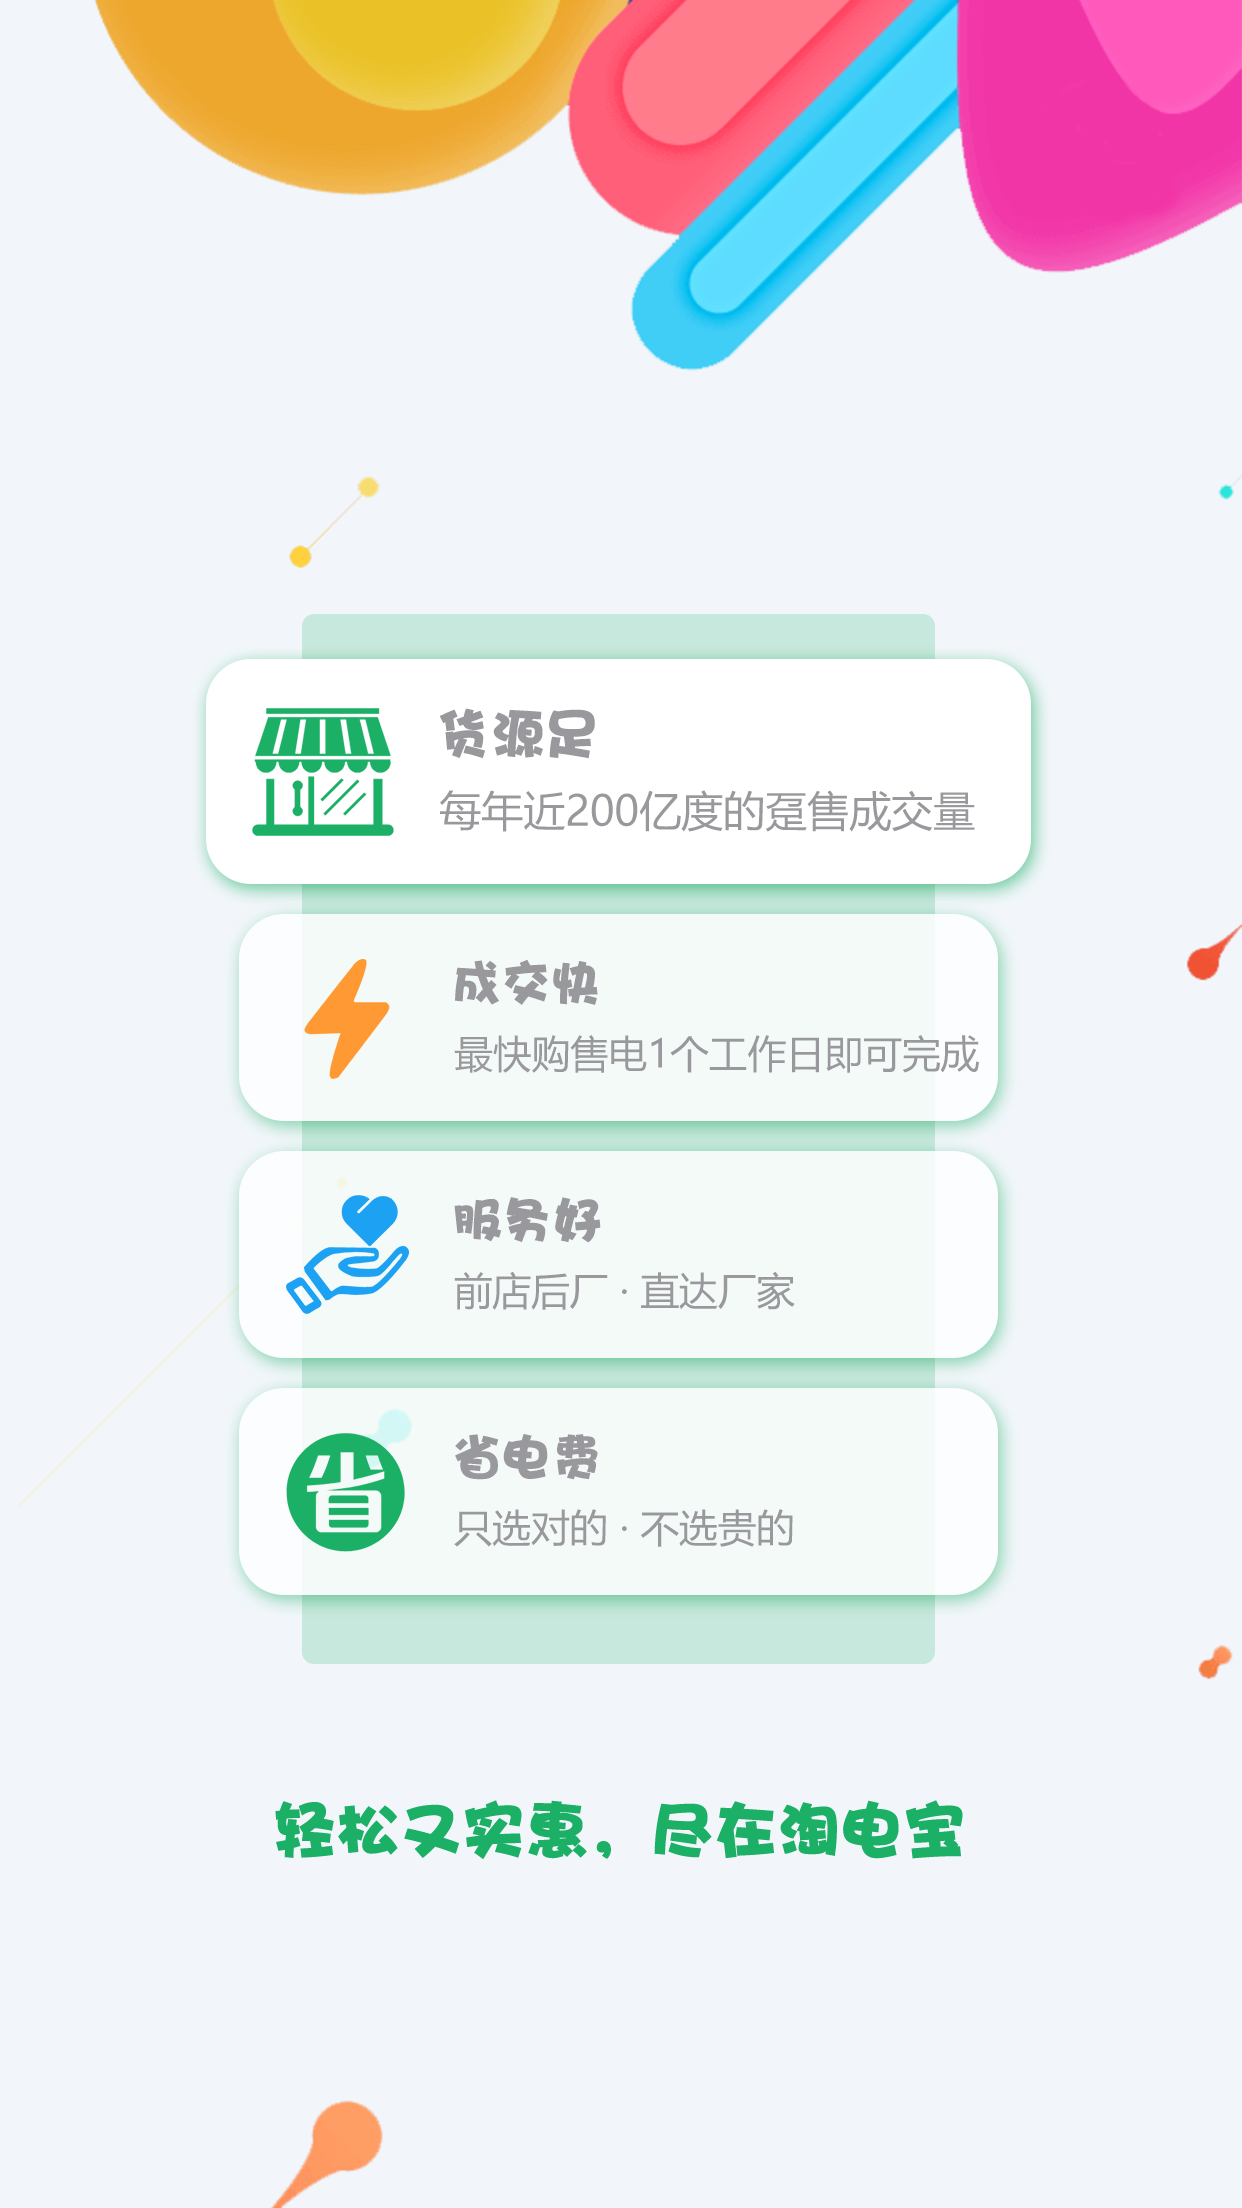 货源足
每年近200亿度的趸售成交量
成交快
最快购售电1个工作日即可完成
服务好
前店后厂 · 直达厂家
省
省电费
只选对的 · 不选贵的
轻松又实惠，尽在淘电宝